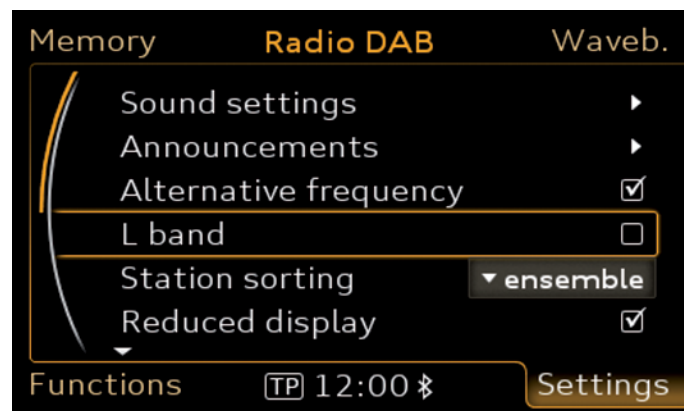 Memory Radio DAB Waveb.
Sound settings
Announcements
Alternative frequency
L band
Station sorting ensemble
Reduced display
Functions TP 12:00 Settings